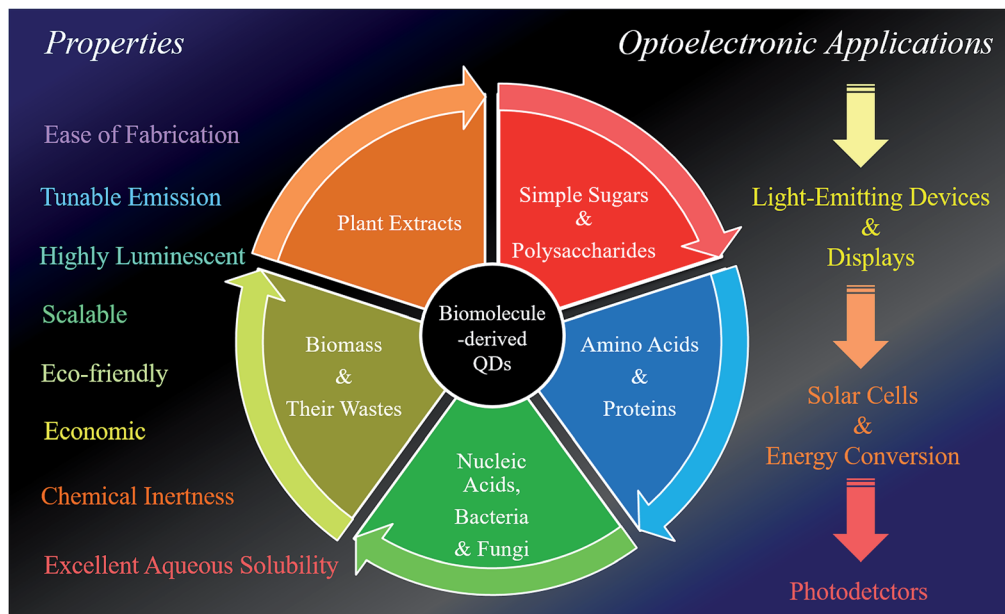 Properties
Optoelectronic Applications
Ease of Fabrication
Tunable Emission
Highly Luminescent
Scalable
Eco-friendly
Economic
Chemical Inertness
Excellent Aqueous Solubility
Plant Extracts
Simple Sugars
&
Polysaccharides
Biomolecule
-derived
QDs
Biomass
&
Their Wastes
Amino Acids
&
Proteins
Nucleic
Acids,
Bacteria
& Fungi
Light-Emitting Devices
&
Displays
Solar Cells
&
Energy Conversion
Photodetctors